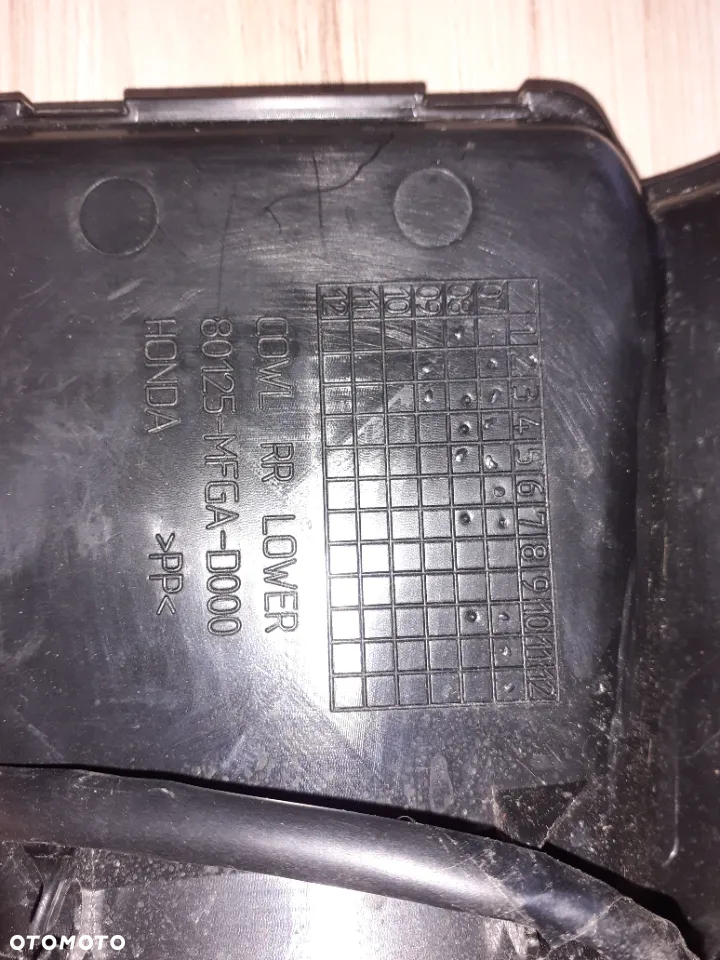 1 2 3 4 5 6 7 8 9 10 11 12
07
08
09
10
11
12
COWL RR LOWER
80125-MFGA-D000
HONDA
>PP<
OTOMOTO